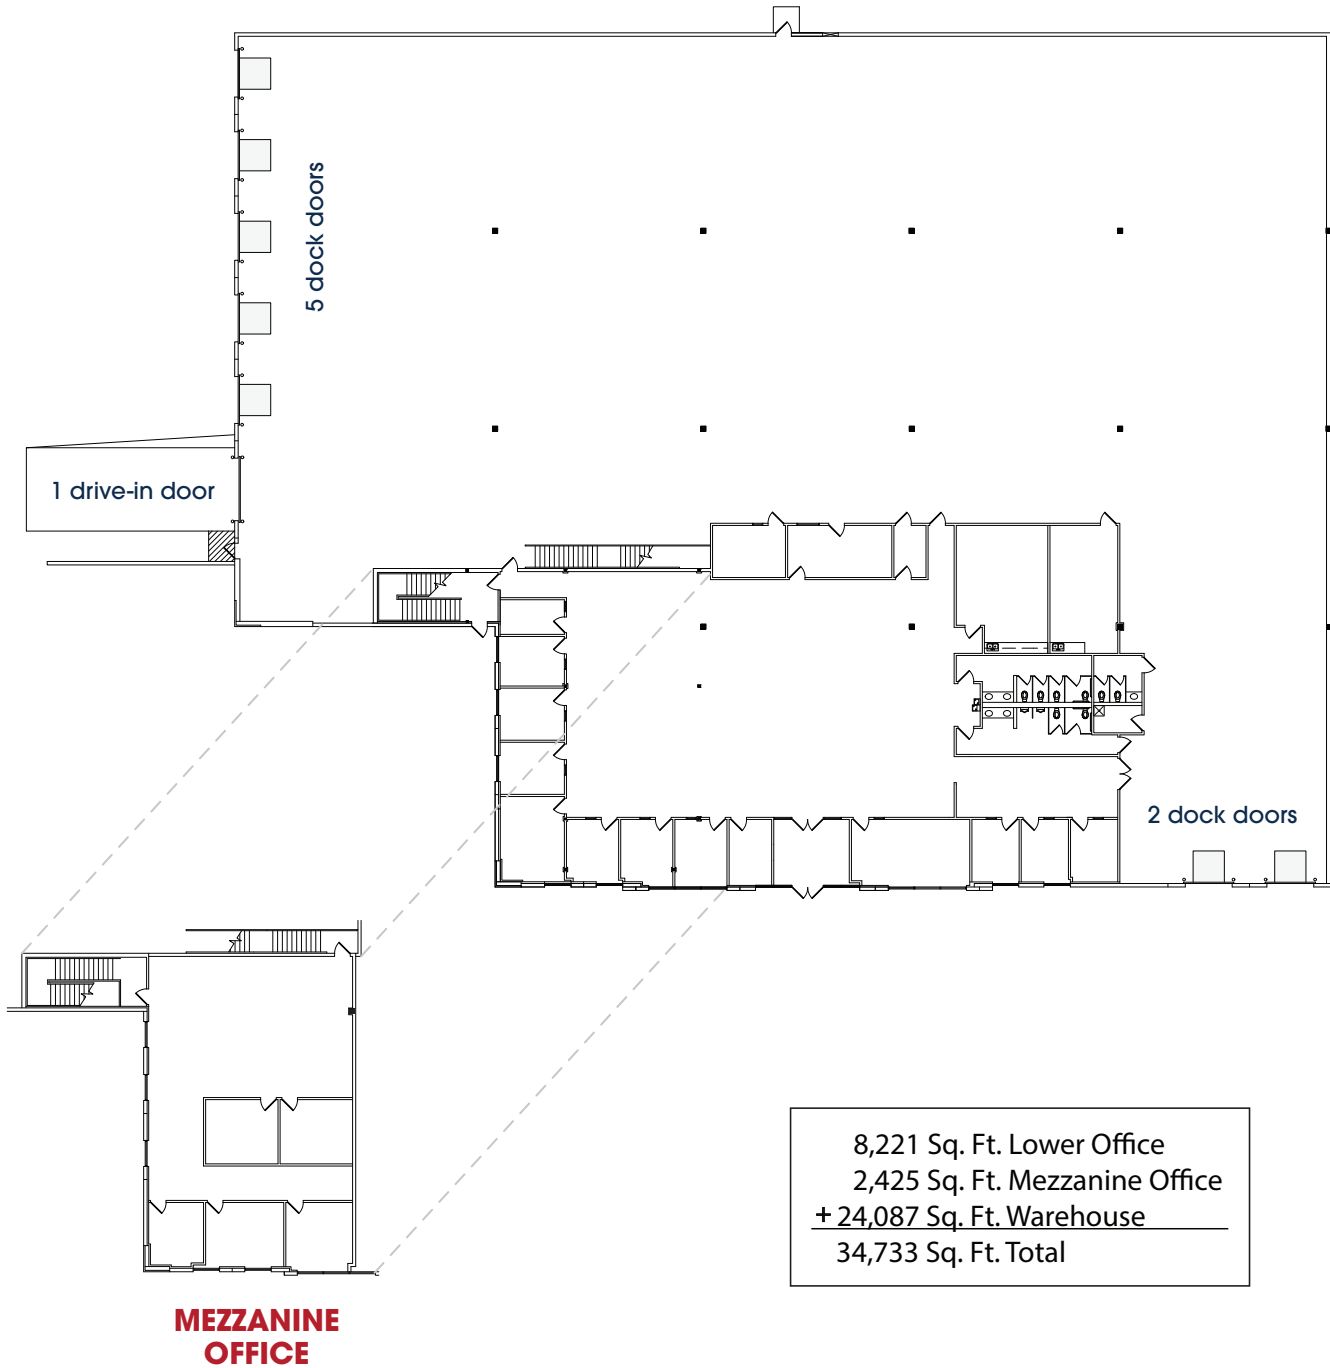 5 dock doors
1 drive-in door
2 dock doors
8,221 Sq. Ft. Lower Office
2,425 Sq. Ft. Mezzanine Office
+ 24,087 Sq. Ft. Warehouse
34,733 Sq. Ft. Total
MEZZANINE
OFFICE